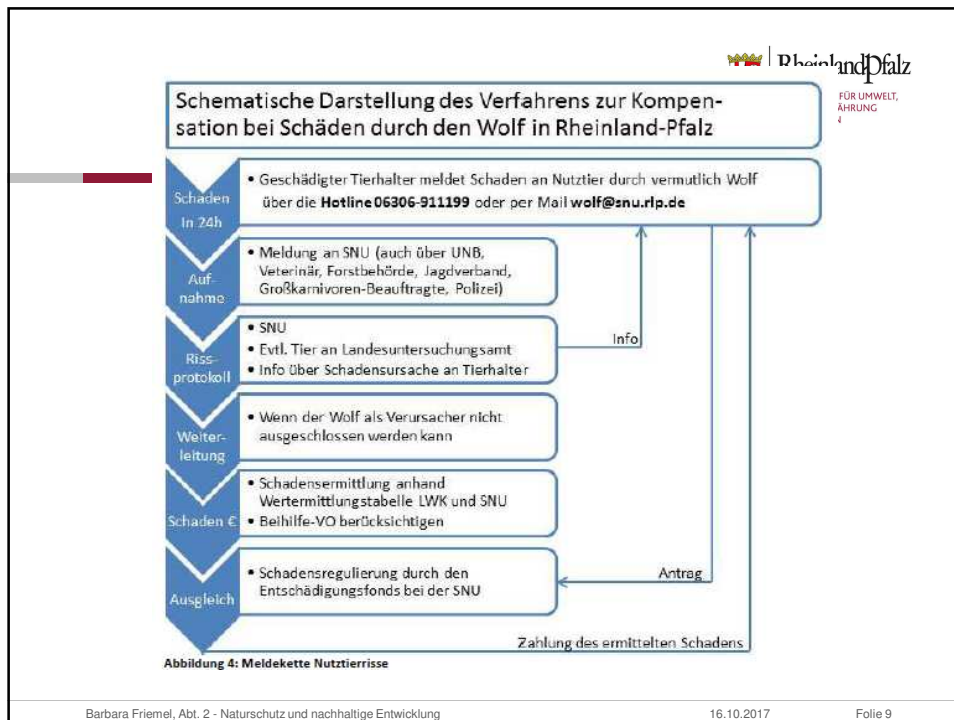 RheinlandPfalz
FÜR UMWELT,
ÄHRUNG
Schematische Darstellung des Verfahrens zur Kompen-
sation bei Schäden durch den Wolf in Rheinland-Pfalz
Schaden
In 24h
• Geschädigter Tierhalter meldet Schaden an Nutztier durch vermutlich Wolf
über die Hotline 06306-911199 oder per Mail wolf@snu.rlp.de
Auf-
nahme
• Meldung an SNU (auch über UNB,
Veterinär, Forstbehörde, Jagdverband,
Großkarnivoren-Beauftragte, Polizei)
Riss-
protokoll
• SNU
• Evtl. Tier an Landesuntersuchungsamt
• Info über Schadensursache an Tierhalter
Info
Weiter-
leitung
• Wenn der Wolf als Verursacher nicht
ausgeschlossen werden kann
Schaden €
• Schadensermittlung anhand
Wertermittlungstabelle LWK und SNU
• Beihilfe-VO berücksichtigen
Ausgleich
• Schadensregulierung durch den
Entschädigungsfonds bei der SNU
Antrag
Zahlung des ermittelten Schadens
Abbildung 4: Meldekette Nutztierrisse
Barbara Friemel, Abt. 2 - Naturschutz und nachhaltige Entwicklung 16.10.2017 Folie 9